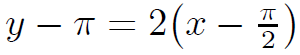 y − π = 2(x − π/2)